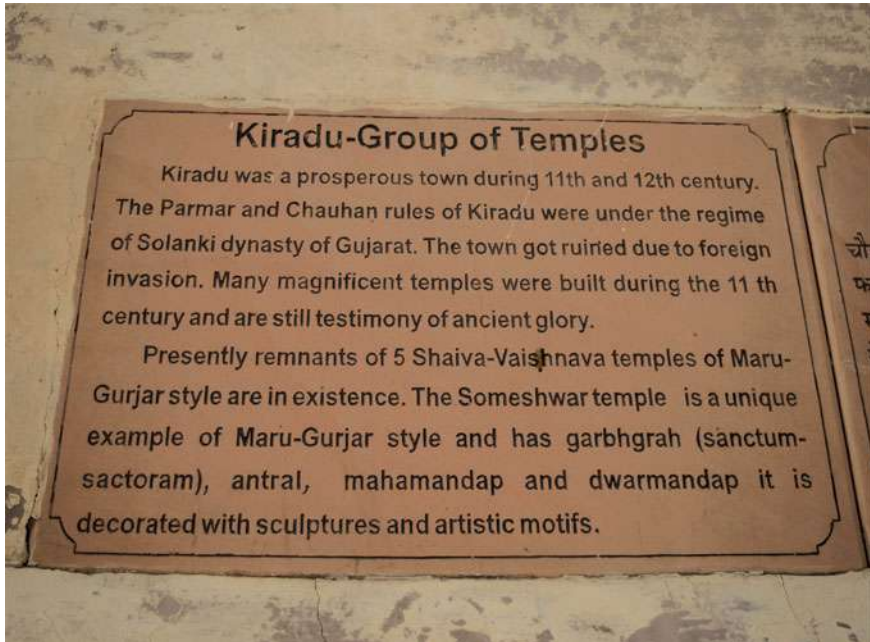 Kiradu-Group of Temples
Kiradu was a prosperous town during 11th and 12th century.
The Parmar and Chauhan rules of Kiradu were under the regime
of Solanki dynasty of Gujarat. The town got ruined due to foreign
invasion. Many magnificent temples were built during the 11 th
century and are still testimony of ancient glory.
Presently remnants of 5 Shaiva-Vaishnava temples of Maru-
Gurjar style are in existence. The Someshwar temple is a unique
example of Maru-Gurjar style and has garbhgrah (sanctum-
sactoram), antral, mahamandap and dwarmandap it is
decorated with sculptures and artistic motifs.